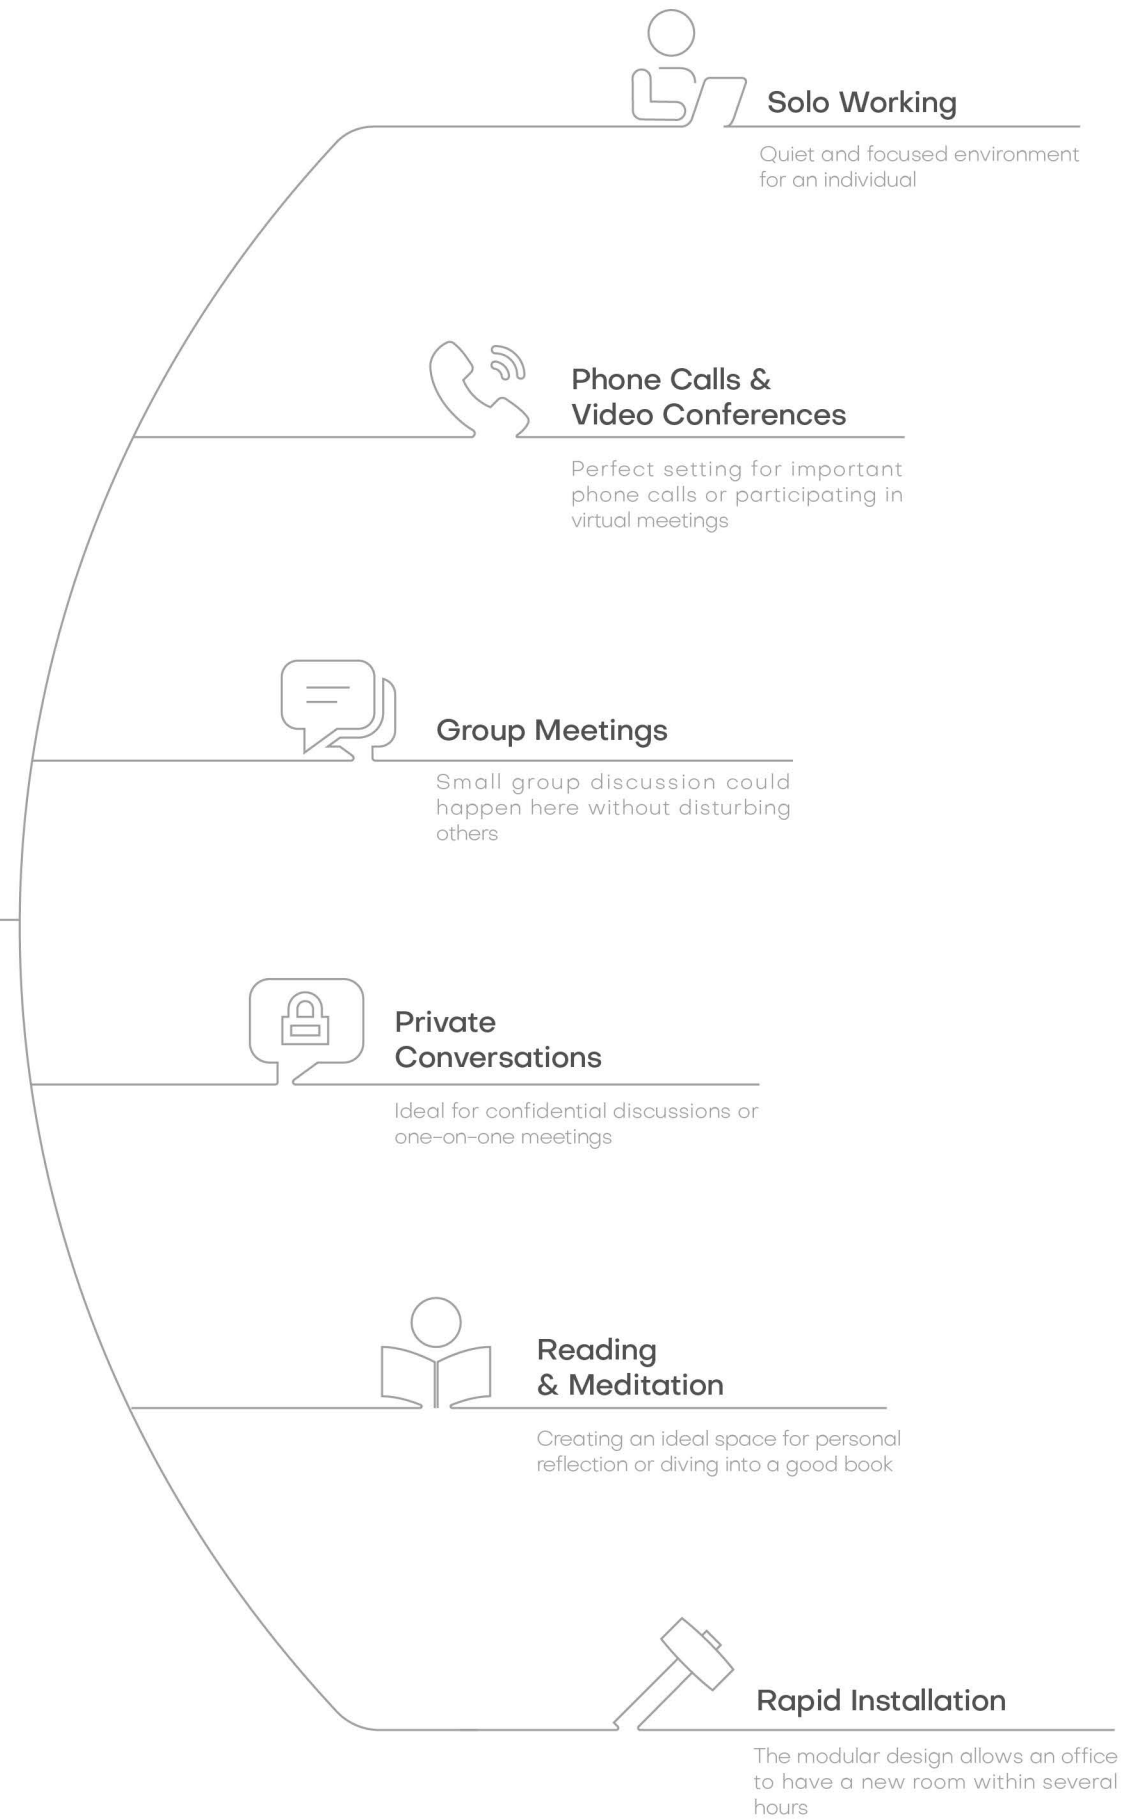 Solo Working
Quiet and focused environment
for an individual
Phone Calls &
Video Conferences
Perfect setting for important
phone calls or participating in
virtual meetings
Group Meetings
Small group discussion could
happen here without disturbing
others
Private
Conversations
Ideal for confidential discussions or
one-on-one meetings
Reading
& Meditation
Creating an ideal space for personal
reflection or diving into a good book
Rapid Installation
The modular design allows an office
to have a new room within several
hours